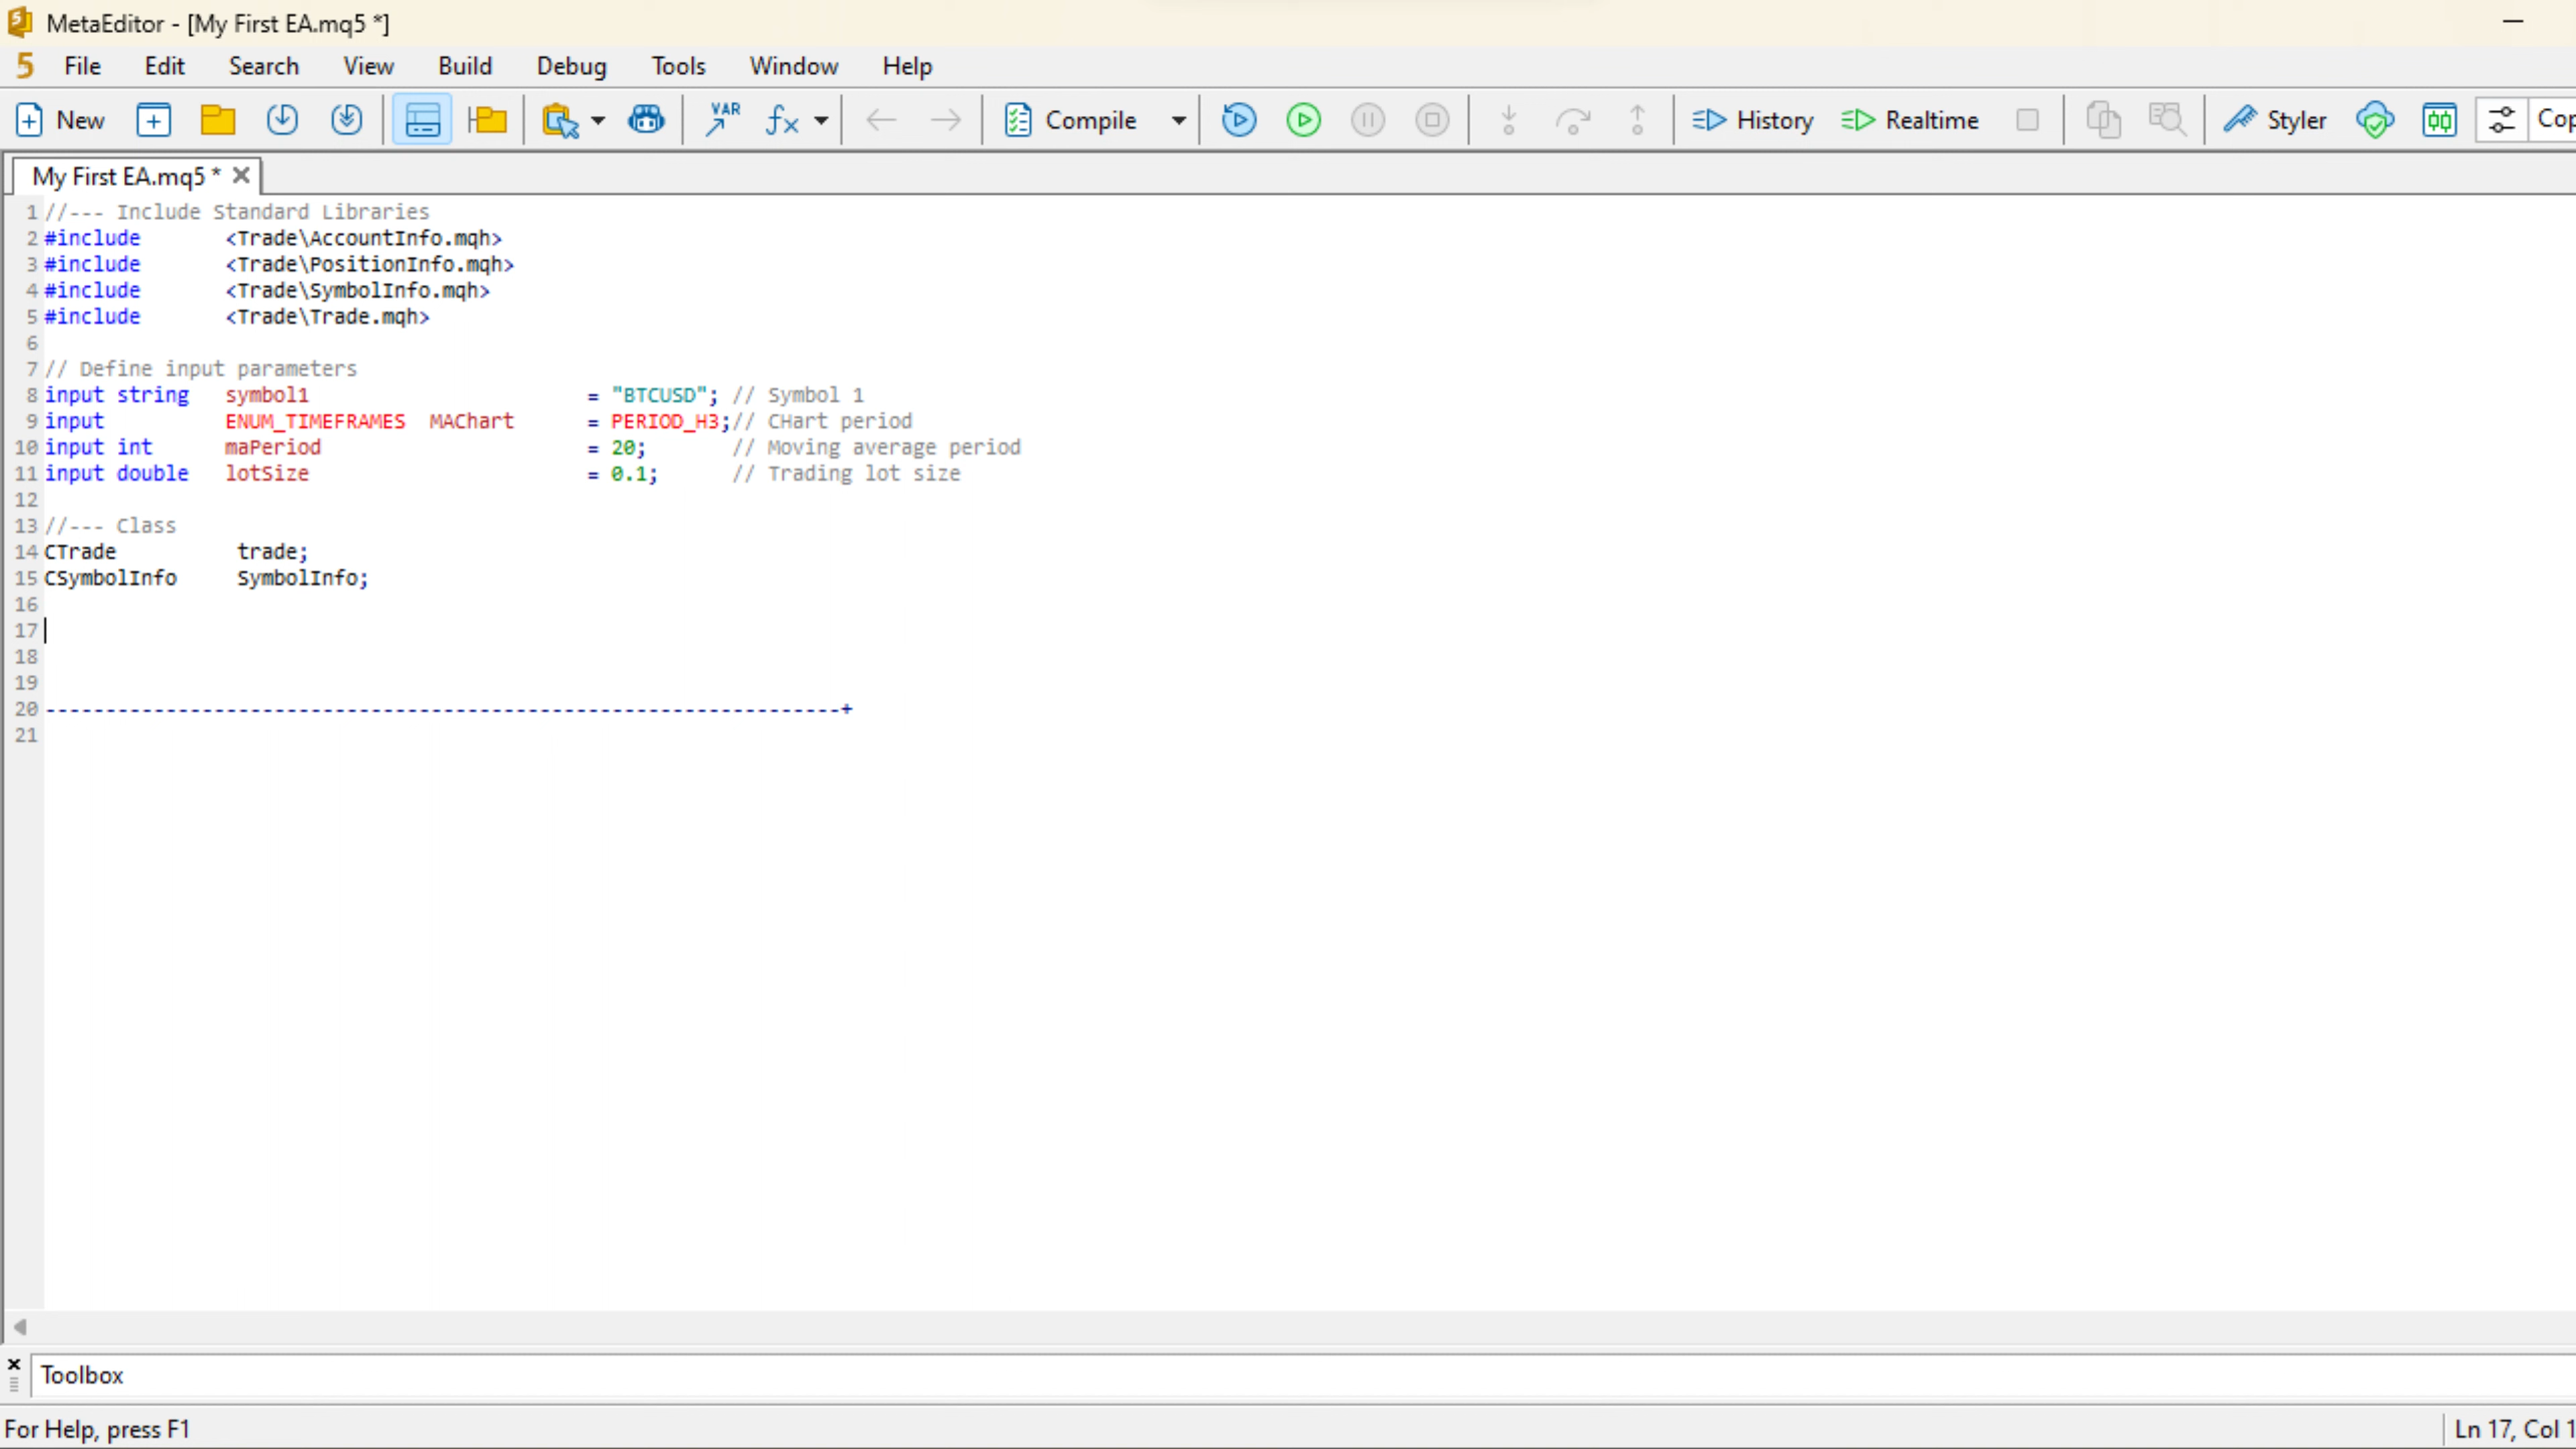 MetaEditor - [My First EA.mq5 *]
5 File Edit Search View Build Debug Tools Window Help
New VAR fx Compile History Realtime Styler
My First EA.mq5 *
1 //--- Include Standard Libraries
2 #include <Trade\AccountInfo.mqh>
3 #include <Trade\PositionInfo.mqh>
4 #include <Trade\SymbolInfo.mqh>
5 #include <Trade\Trade.mqh>
6
7 // Define input parameters
8 input string symbol1 = "BTCUSD"; // Symbol 1
9 input ENUM_TIMEFRAMES MAChart = PERIOD_H3;// CHart period
10 input int maPeriod = 20; // Moving average period
11 input double lotSize = 0.1; // Trading lot size
12
13 //--- Class
14 CTrade trade;
15 CSymbolInfo SymbolInfo;
16
17
18
19
20 ------------------------------------------------------------------+
21
Toolbox
For Help, press F1 Ln 17, Col 1